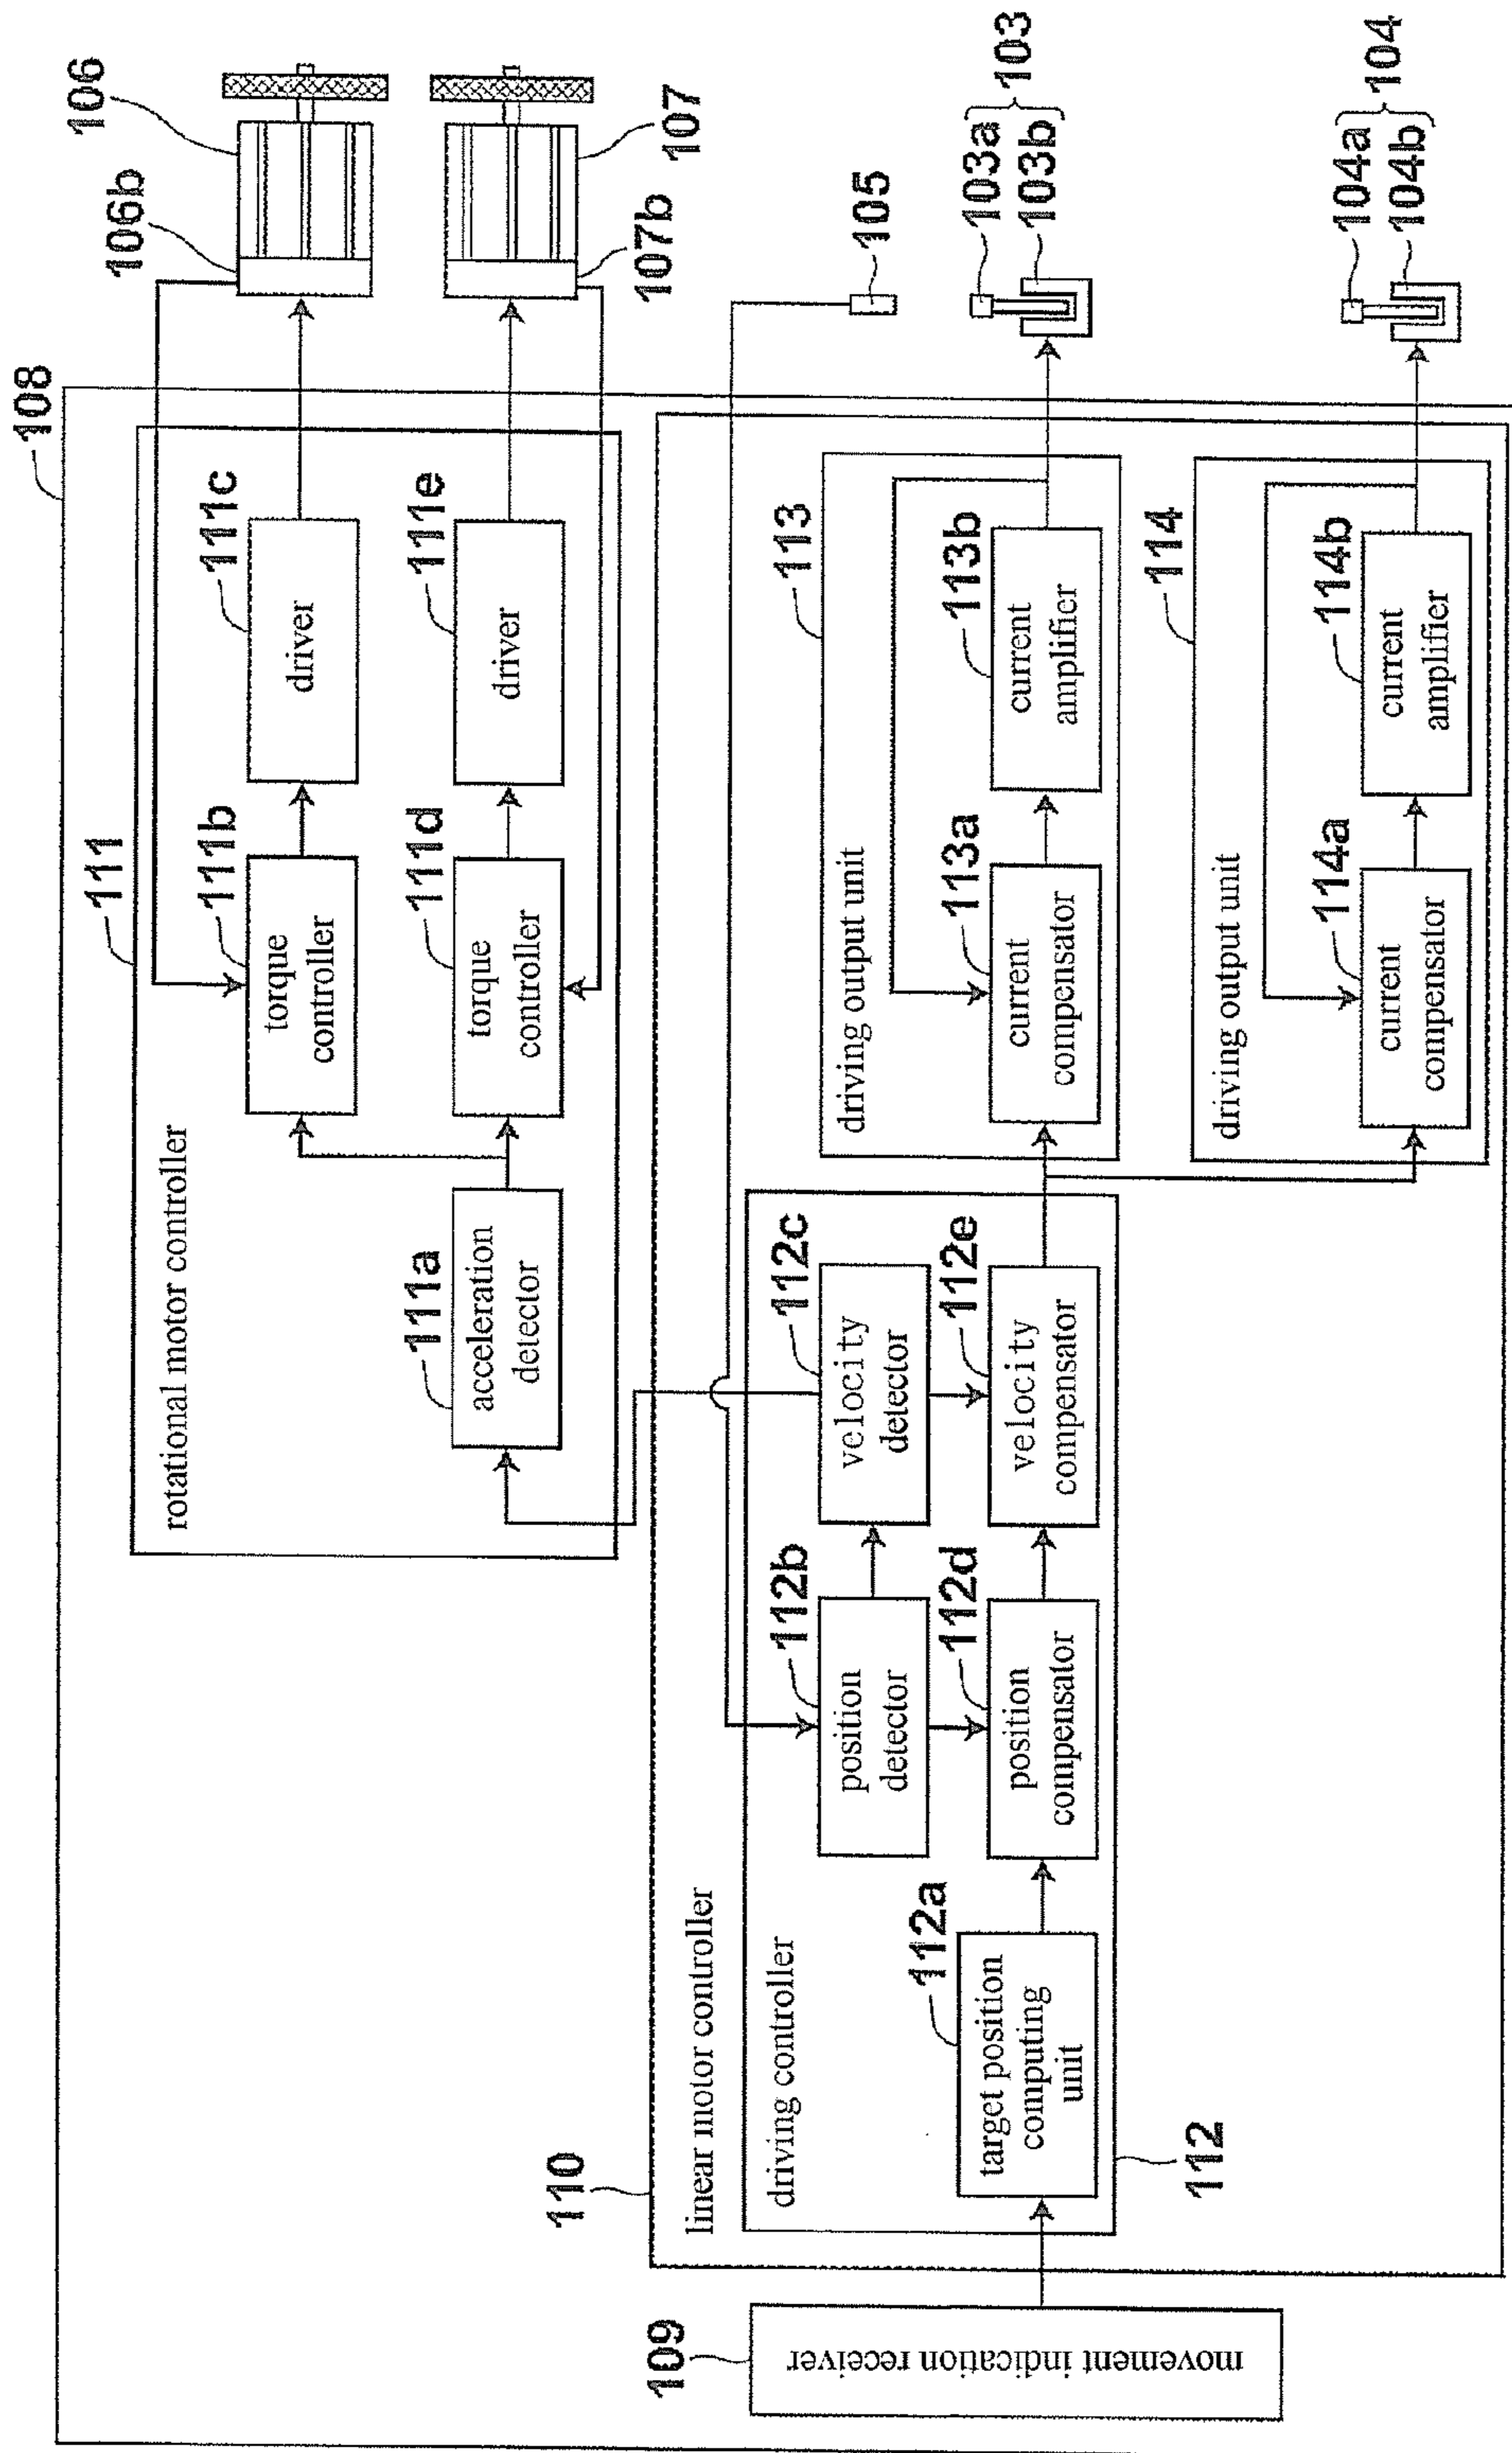 108
111
rotational motor controller
111a
acceleration
detector
111b
torque
controller
111c
driver
111d
torque
controller
111e
driver
106b
106
107b
107
105
103a
103b
103
104a
104b
104
109
movement indication receiver
110
linear motor controller
driving controller
112
112a
target position
computing
unit
112b
position
detector
112c
velocity
detector
112d
position
compensator
112e
velocity
compensator
113
driving output unit
113a
current
compensator
113b
current
amplifier
114
driving output unit
114a
current
compensator
114b
current
amplifier